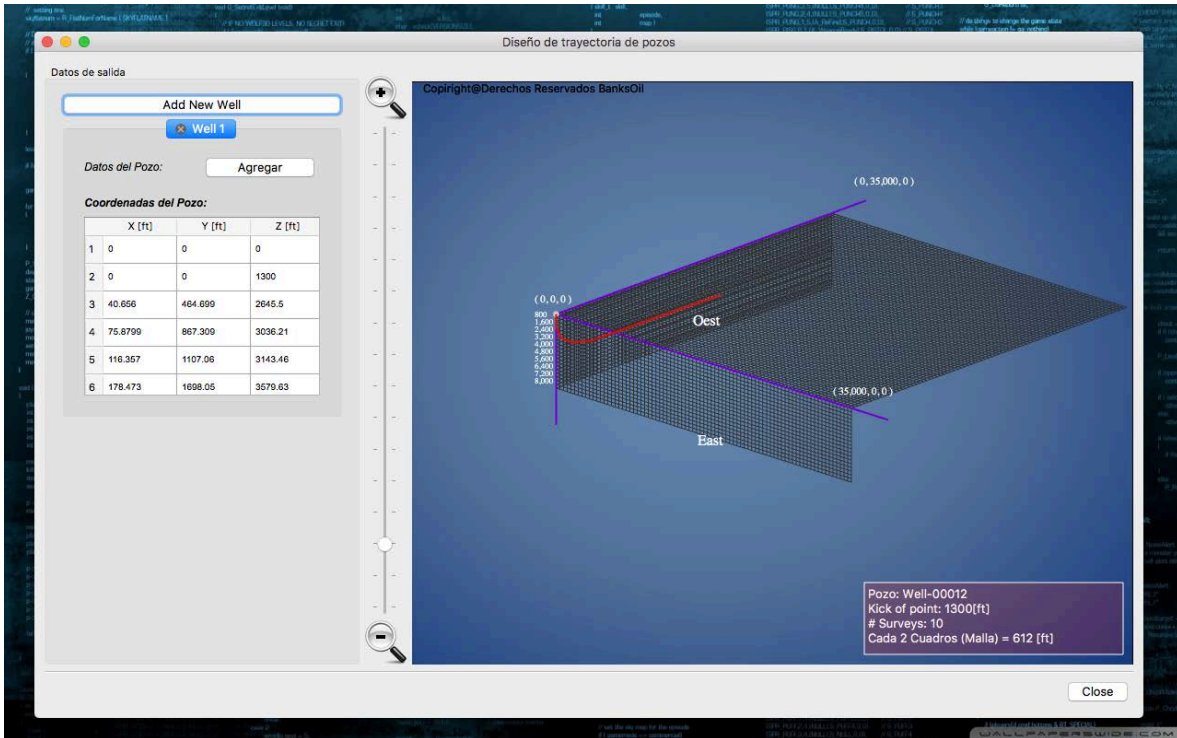 Diseño de trayectoria de pozos
Datos de salida
Add New Well
Well 1
Datos del Pozo:
Agregar
Coordenadas del Pozo:
X [ft] Y [ft] Z [ft]
1 0 0 0
2 0 0 1300
3 40.656 464.699 2645.5
4 75.8799 867.309 3036.21
5 116.357 1107.06 3143.46
6 178.473 1698.05 3579.63
Copiright@Derechos Reservados BanksOil
( 0, 35,000, 0 )
( 0, 0, 0 )
800
1,600
2,400
3,200
4,000
4,800
5,600
6,400
7,200
8,000
Oest
( 35,000, 0, 0 )
East
Pozo: Well-00012
Kick of point: 1300[ft]
# Surveys: 10
Cada 2 Cuadros (Malla) = 612 [ft]
Close
WALLPAPERSWIDE.COM